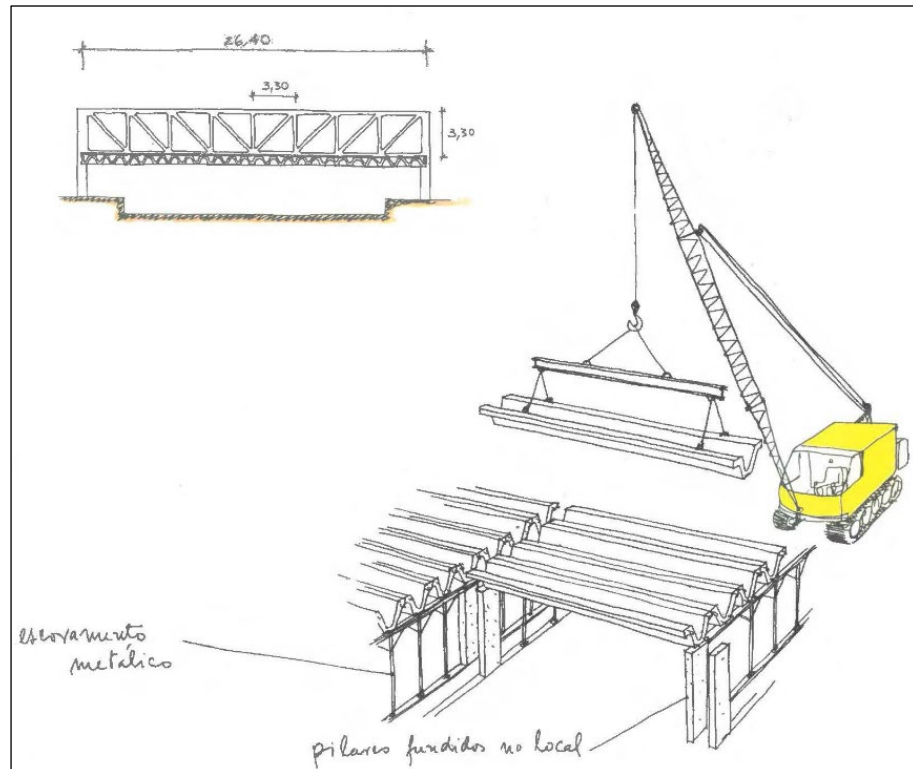 26,40
3,30
3,30
escoramento
metálico
pilares fundidos no local